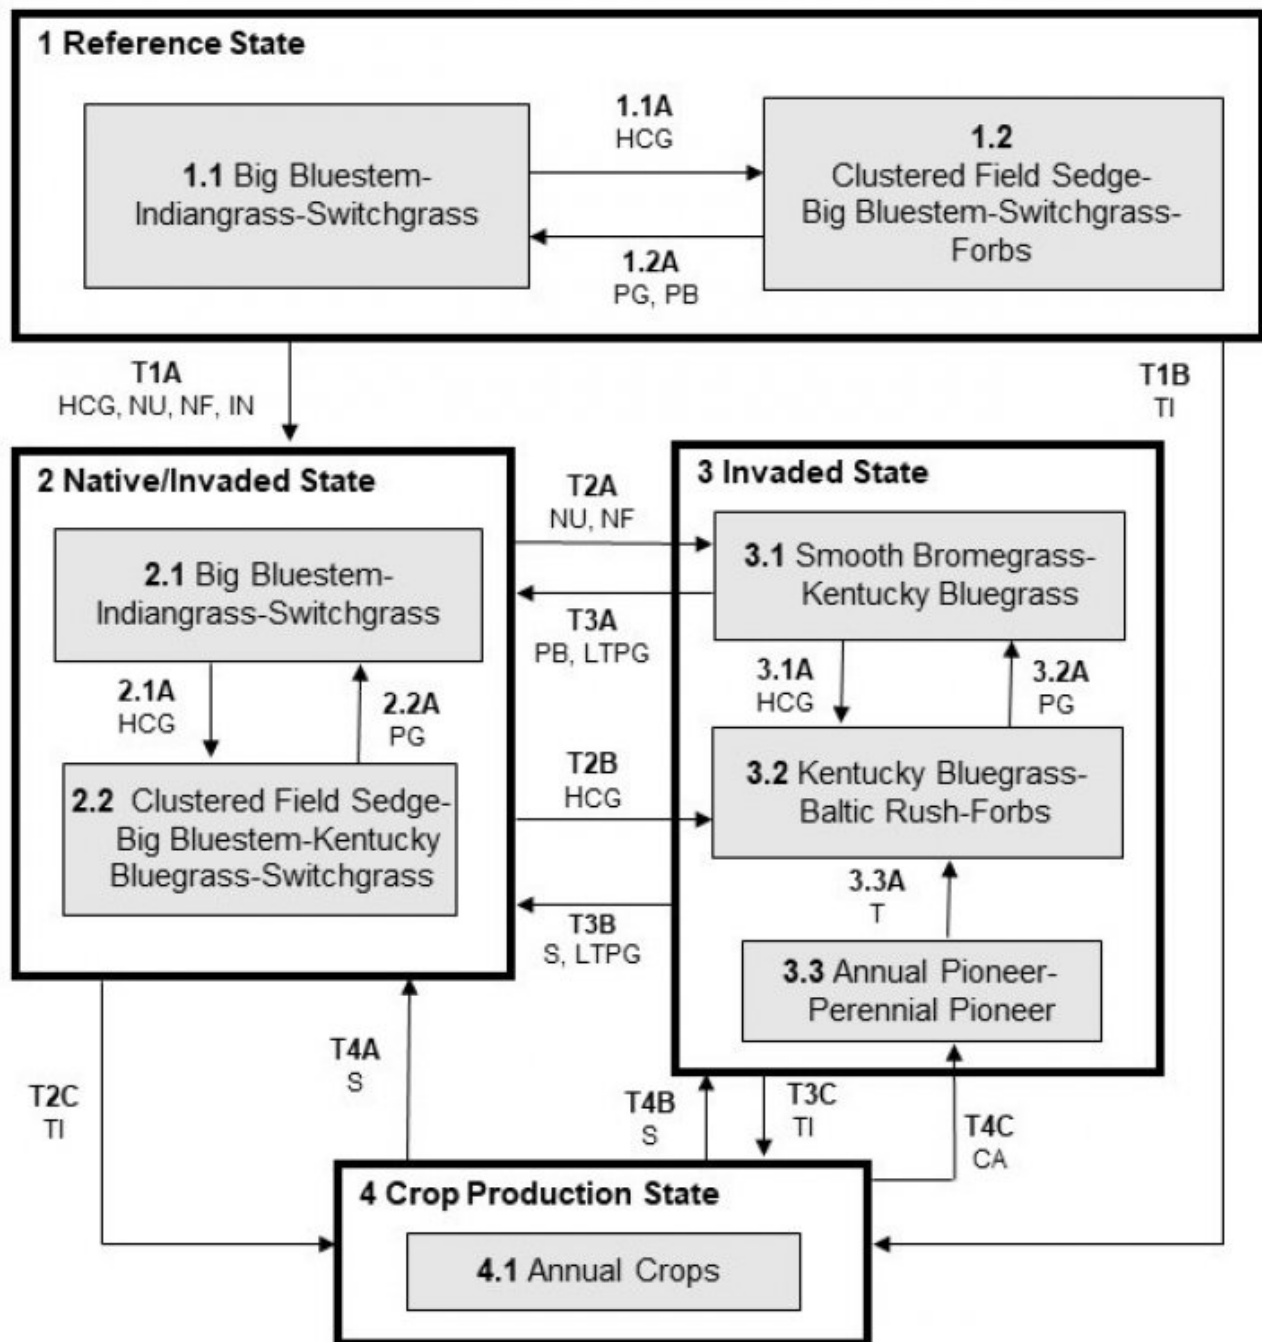 1 Reference State
1.1A
HCG
1.1 Big Bluestem-
Indiangrass-Switchgrass
1.2
Clustered Field Sedge-
Big Bluestem-Switchgrass-
Forbs
1.2A
PG, PB
T1A
HCG, NU, NF, IN
T1B
TI
2 Native/Invaded State
2.1 Big Bluestem-
Indiangrass-Switchgrass
2.1A
HCG
2.2A
PG
2.2 Clustered Field Sedge-
Big Bluestem-Kentucky
Bluegrass-Switchgrass
T2A
NU, NF
T3A
PB, LTPG
T2B
HCG
T3B
S, LTPG
3 Invaded State
3.1 Smooth Bromegrass-
Kentucky Bluegrass
3.1A
HCG
3.2A
PG
3.2 Kentucky Bluegrass-
Baltic Rush-Forbs
3.3A
T
3.3 Annual Pioneer-
Perennial Pioneer
T2C
TI
T4A
S
T4B
S
T3C
TI
T4C
CA
4 Crop Production State
4.1 Annual Crops